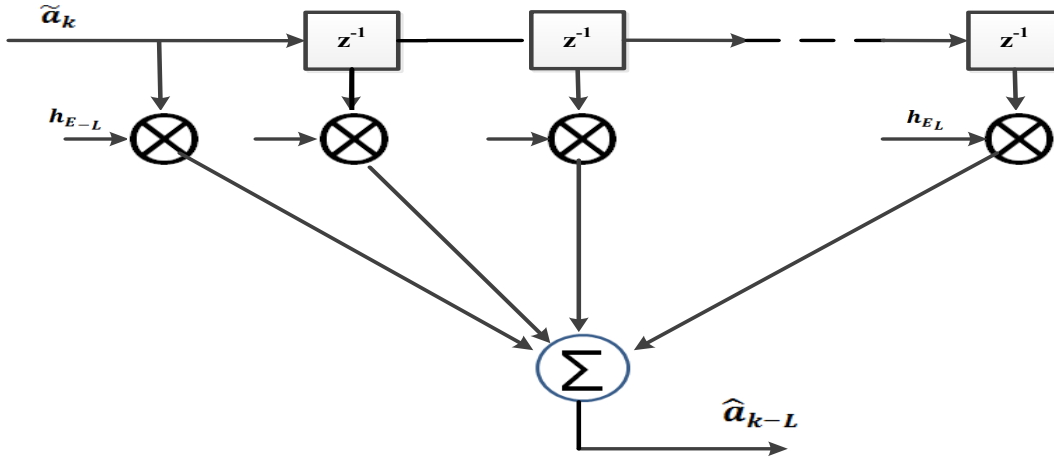 ã_k
z⁻¹
z⁻¹
z⁻¹
h_{E-L}
h_{E_L}
Σ
â_{k-L}